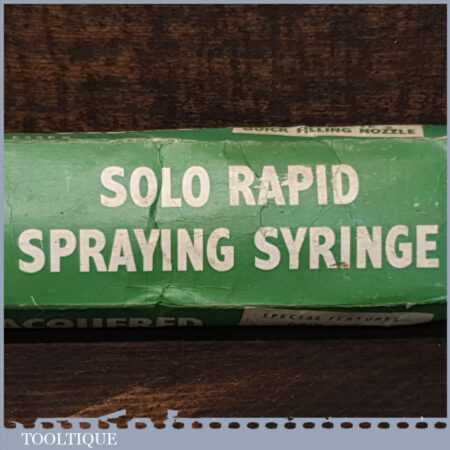 QUICK FILLING NOZZLE
SOLO RAPID
SPRAYING SYRINGE
LACQUERED
SPECIAL FEATURES
TOOLTIQUE